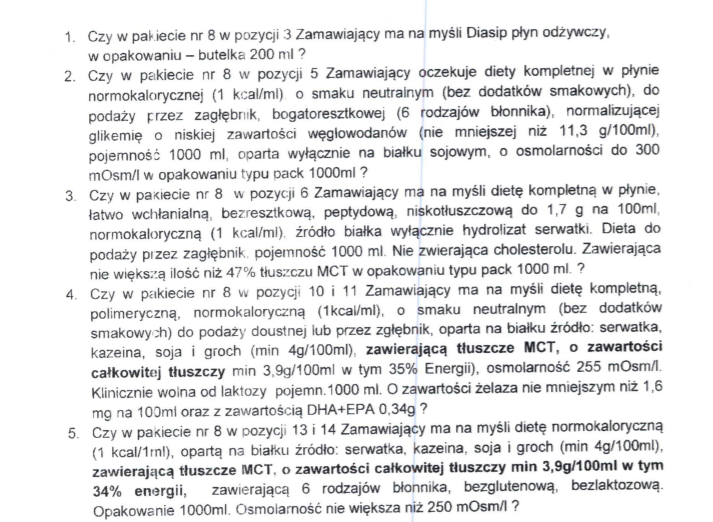 1. Czy w pakiecie nr 8 w pozycji 3 Zamawiający ma na myśli Diasip płyn odżywczy,
w opakowaniu – butelka 200 ml ?
2. Czy w pakiecie nr 8 w pozycji 5 Zamawiający oczekuje diety kompletnej w płynie
normokalorycznej (1 kcal/ml) o smaku neutralnym (bez dodatków smakowych), do
podaży przez zagłębnik, bogatoresztkowej (6 rodzajów błonnika), normalizującej
glikemię o niskiej zawartości węglowodanów (nie mniejszej niż 11,3 g/100ml),
pojemność 1000 ml, oparta wyłącznie na białku sojowym, o osmolarności do 300
mOsm/l w opakowaniu typu pack 1000ml ?
3. Czy w pakiecie nr 8 w pozycji 6 Zamawiający ma na myśli dietę kompletną w płynie,
łatwo wchłanialną, bezresztkową, peptydową, niskotłuszczową do 1,7 g na 100ml,
normokaloryczną (1 kcal/ml), źródło białka wyłącznie hydrolizat serwatki. Dieta do
podaży przez zagłębnik, pojemność 1000 ml. Nie zwierająca cholesterolu. Zawierająca
nie większą ilość niż 47% tłuszczu MCT w opakowaniu typu pack 1000 ml. ?
4. Czy w pakiecie nr 8 w pozycji 10 i 11 Zamawiający ma na myśli dietę kompletną,
polimeryczną, normokaloryczną (1kcal/ml), o smaku neutralnym (bez dodatków
smakowych) do podaży doustnej lub przez zgłębnik, oparta na białku źródło: serwatka,
kazeina, soja i groch (min 4g/100ml), zawierającą tłuszcze MCT, o zawartości
całkowitej tłuszczy min 3,9g/100ml w tym 35% Energii), osmolarność 255 mOsm/l.
Klinicznie wolna od laktozy pojemn.1000 ml. O zawartości żelaza nie mniejszym niż 1,6
mg na 100ml oraz z zawartością DHA+EPA 0,34g ?
5. Czy w pakiecie nr 8 w pozycji 13 i 14 Zamawiający ma na myśli dietę normokaloryczną
(1 kcal/1ml), opartą na białku źródło: serwatka, kazeina, soja i groch (min 4g/100ml),
zawierającą tłuszcze MCT, o zawartości całkowitej tłuszczy min 3,9g/100ml w tym
34% energii, zawierającą 6 rodzajów błonnika, bezglutenową, bezlaktozową.
Opakowanie 1000ml. Osmolarność nie większa niż 250 mOsm/l ?